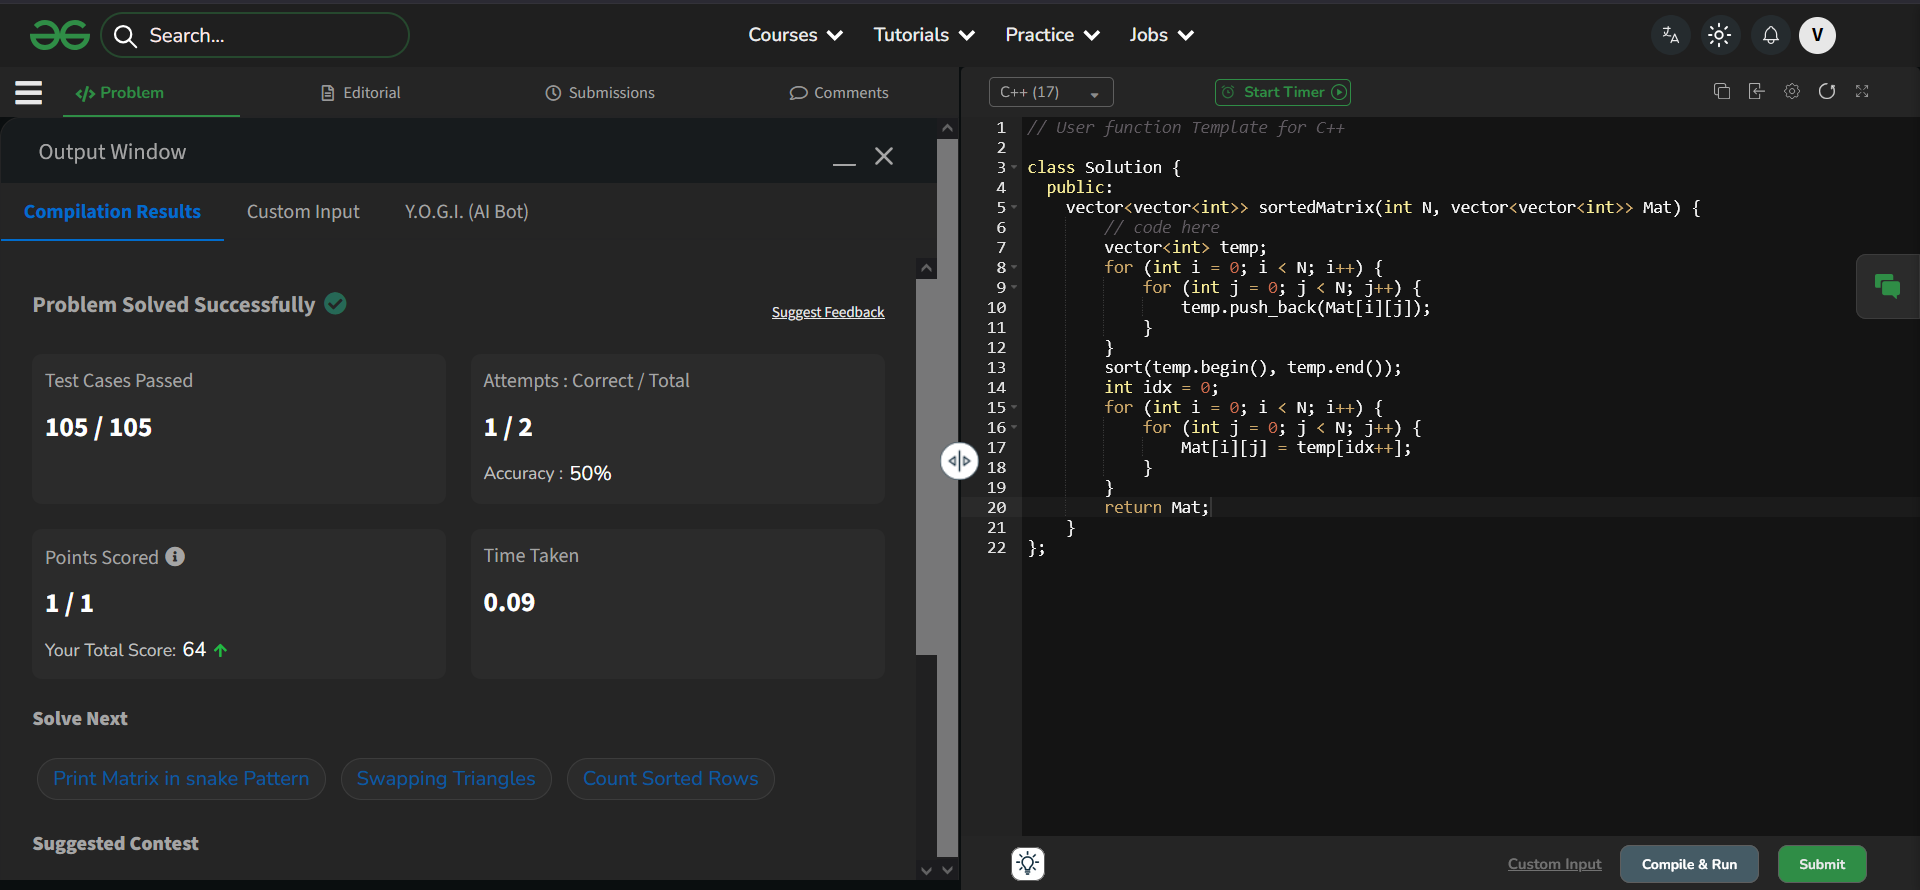 Search...
Courses
Tutorials
Practice
Jobs
V
</> Problem
Editorial
Submissions
Comments
Output Window
Compilation Results
Custom Input
Y.O.G.I. (AI Bot)
Problem Solved Successfully
Suggest Feedback
Test Cases Passed
105 / 105
Attempts : Correct / Total
1 / 2
Accuracy : 50%
Points Scored
1 / 1
Your Total Score: 64
Time Taken
0.09
Solve Next
Print Matrix in snake Pattern
Swapping Triangles
Count Sorted Rows
Suggested Contest
C++ (17)
Start Timer
1 // User function Template for C++
2
3 class Solution {
4   public:
5     vector<vector<int>> sortedMatrix(int N, vector<vector<int>> Mat) {
6         // code here
7         vector<int> temp;
8         for (int i = 0; i < N; i++) {
9             for (int j = 0; j < N; j++) {
10                 temp.push_back(Mat[i][j]);
11             }
12         }
13         sort(temp.begin(), temp.end());
14         int idx = 0;
15         for (int i = 0; i < N; i++) {
16             for (int j = 0; j < N; j++) {
17                 Mat[i][j] = temp[idx++];
18             }
19         }
20         return Mat;
21     }
22 };
Custom Input
Compile & Run
Submit